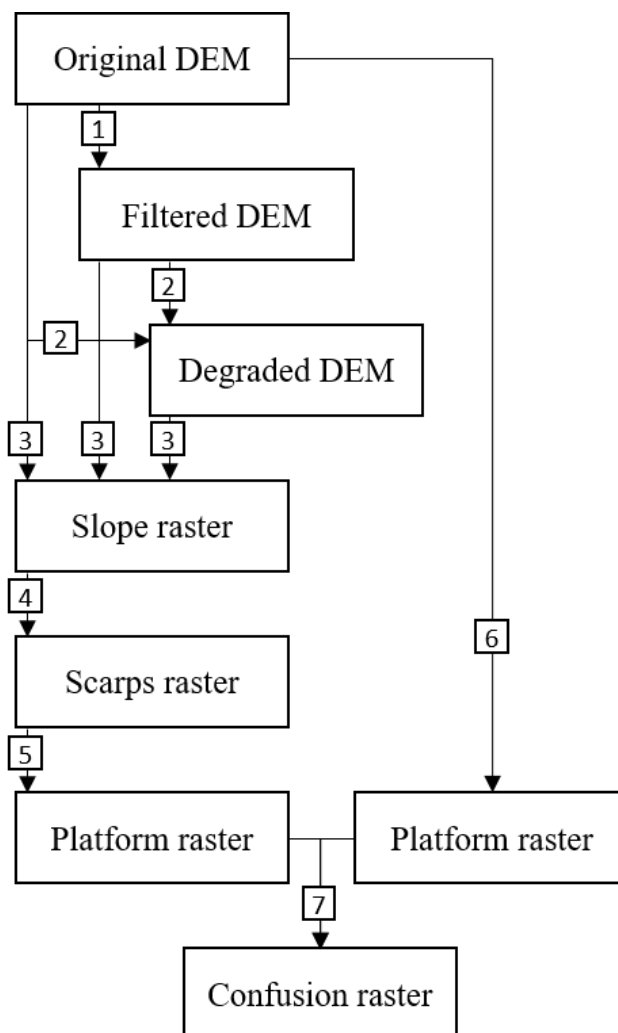 Original DEM
1
Filtered DEM
2
2
Degraded DEM
3
3
3
Slope raster
4
6
Scarps raster
5
Platform raster
Platform raster
7
Confusion raster